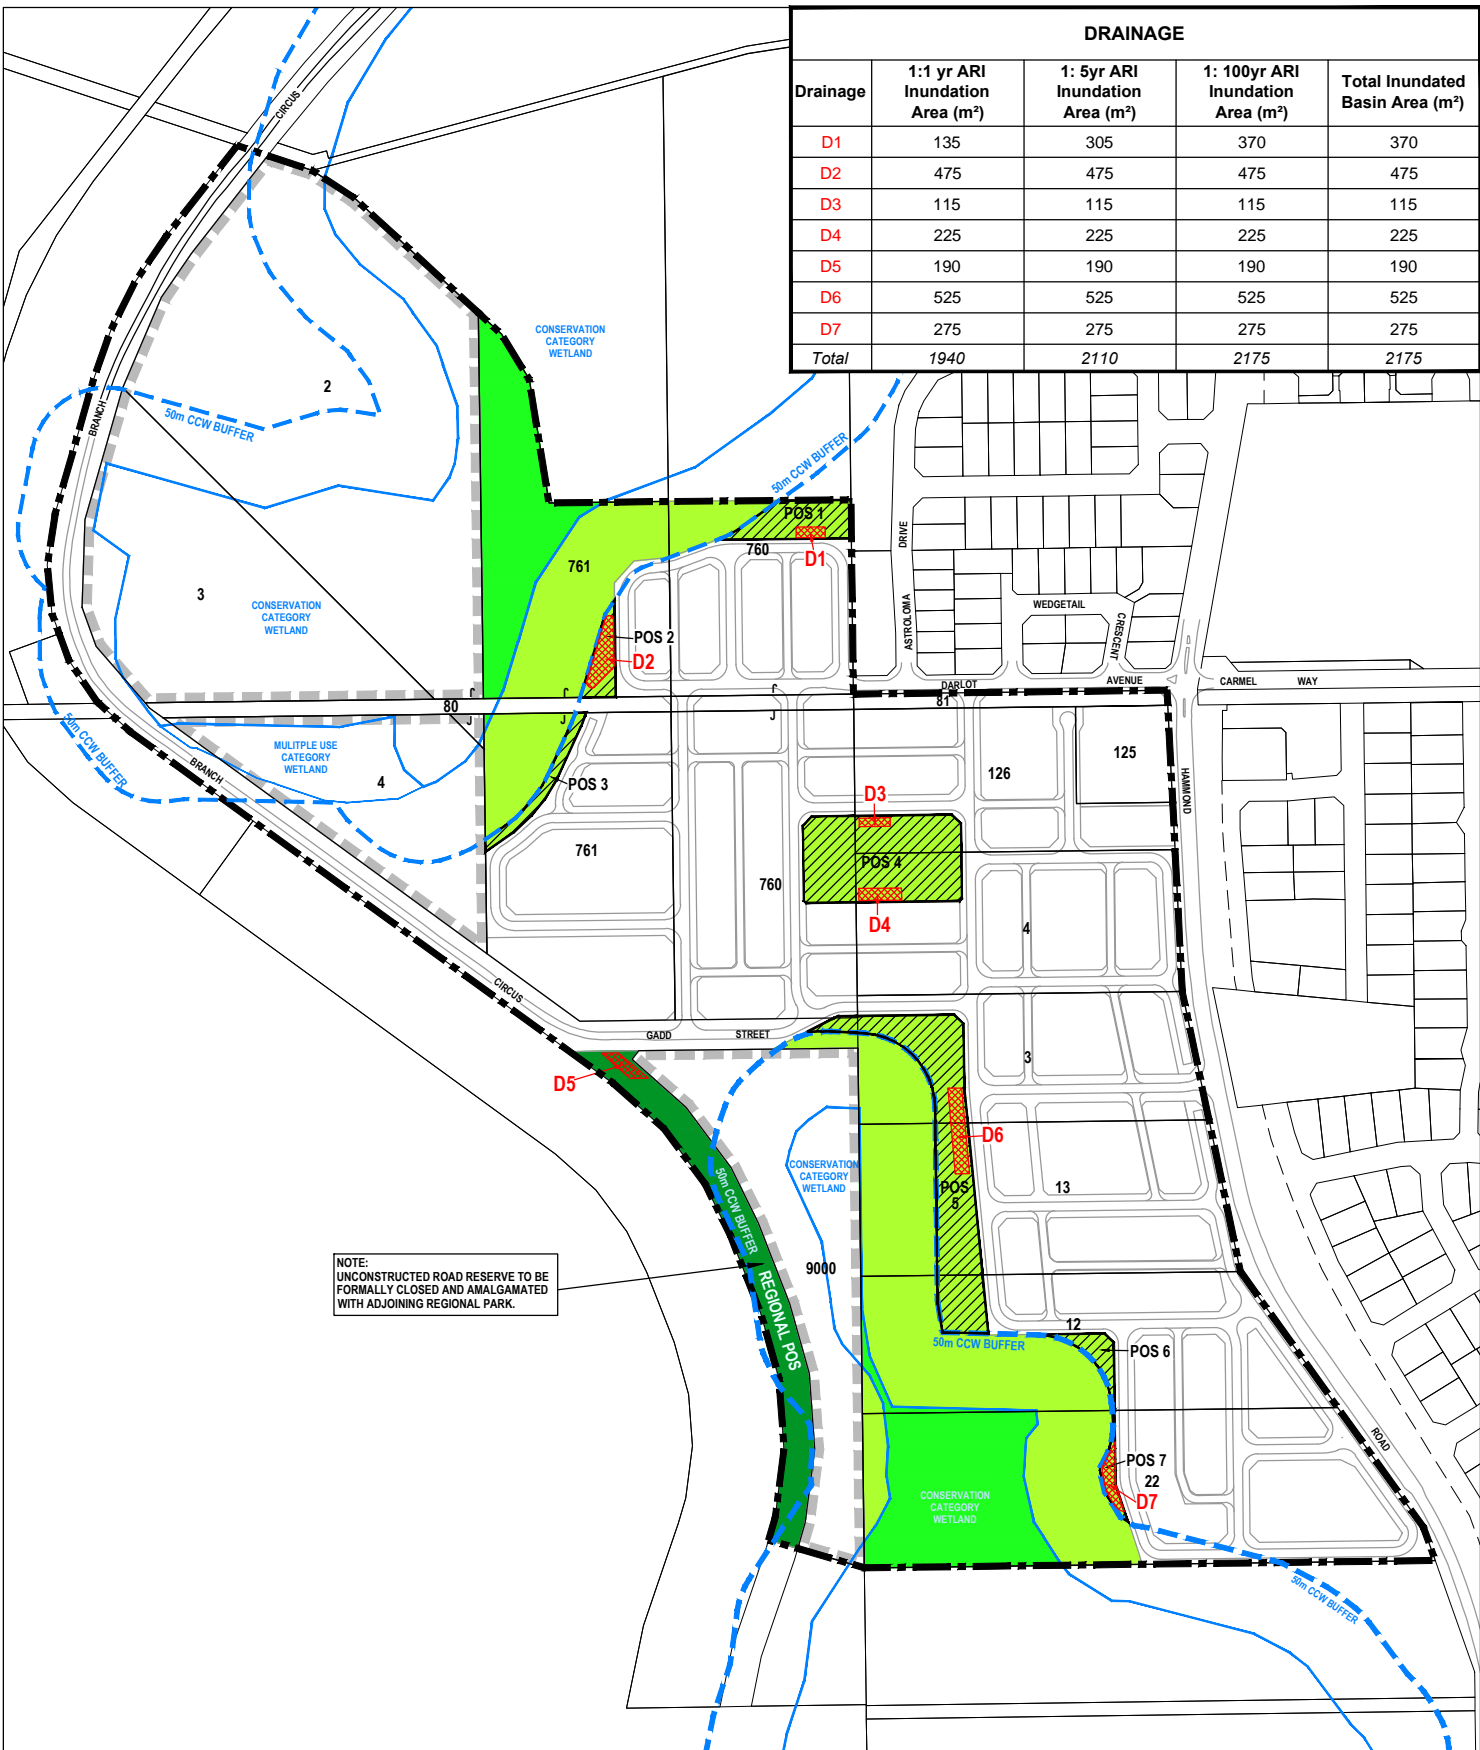 DRAINAGE
Drainage
1:1 yr ARI
Inundation
Area (m²)
1: 5yr ARI
Inundation
Area (m²)
1: 100yr ARI
Inundation
Area (m²)
Total Inundated
Basin Area (m²)
D1 135 305 370 370
D2 475 475 475 475
D3 115 115 115 115
D4 225 225 225 225
D5 190 190 190 190
D6 525 525 525 525
D7 275 275 275 275
Total 1940 2110 2175 2175
CIRCUS
CONSERVATION
CATEGORY
WETLAND
2
BRANCH
50m CCW BUFFER
50m CCW BUFFER
POS 1
D1
760
761
DRIVE
ASTROLOMA
WEDGETAIL
CRESCENT
3
CONSERVATION
CATEGORY
WETLAND
POS 2
D2
DARLOT
AVENUE
CARMEL WAY
80
81
50m CCW BUFFER
MULITPLE USE
CATEGORY
WETLAND
BRANCH
4
POS 3
125
126
HAMMOND
D3
POS 4
D4
761
760
4
CIRCUS
GADD STREET
3
D5
D6
CONSERVATION
CATEGORY
WETLAND
POS
5
13
50m CCW BUFFER
REGIONAL POS
9000
NOTE:
UNCONSTRUCTED ROAD RESERVE TO BE
FORMALLY CLOSED AND AMALGAMATED
WITH ADJOINING REGIONAL PARK.
12
50m CCW BUFFER
POS 6
ROAD
POS 7
22
D7
CONSERVATION
CATEGORY
WETLAND
50m CCW BUFFER